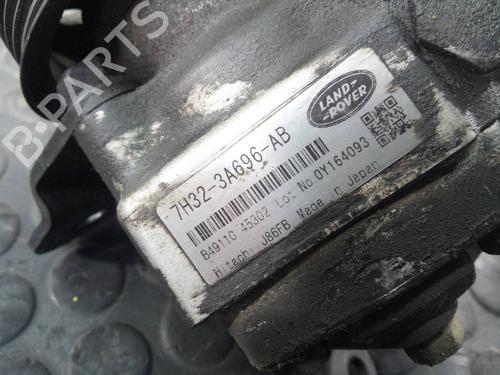 B-PARTS
LAND-
ROVER
7H32-3A696-AB
B49110 45302 Lot No.0Y164093
Hitachi J86FB Made in Japan